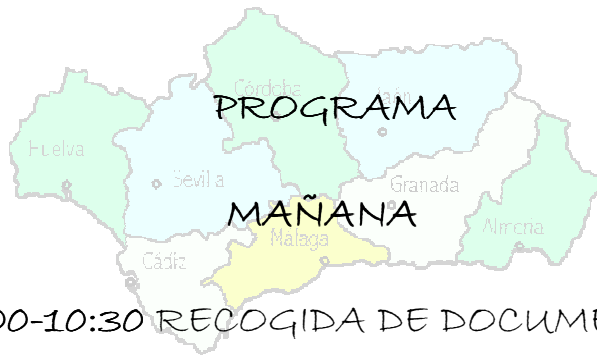 Córdoba
Jaén
PROGRAMA
Huelva
Sevilla
Granada
MAÑANA
Málaga
Almería
Cádiz
00-10:30 RECOGIDA DE DOCUME